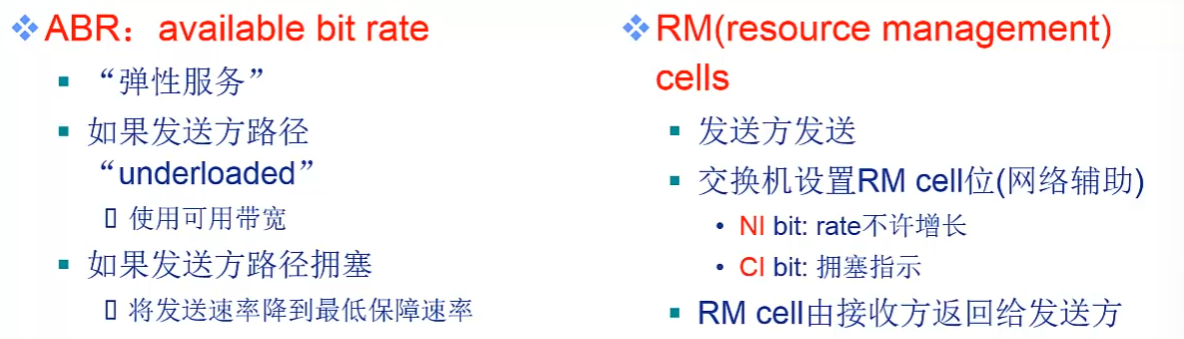 ABR：available bit rate
“弹性服务”
如果发送方路径
“underloaded”
使用可用带宽
如果发送方路径拥塞
将发送速率降到最低保障速率
RM(resource management)
cells
发送方发送
交换机设置RM cell位(网络辅助)
NI bit: rate不许增长
CI bit: 拥塞指示
RM cell由接收方返回给发送方